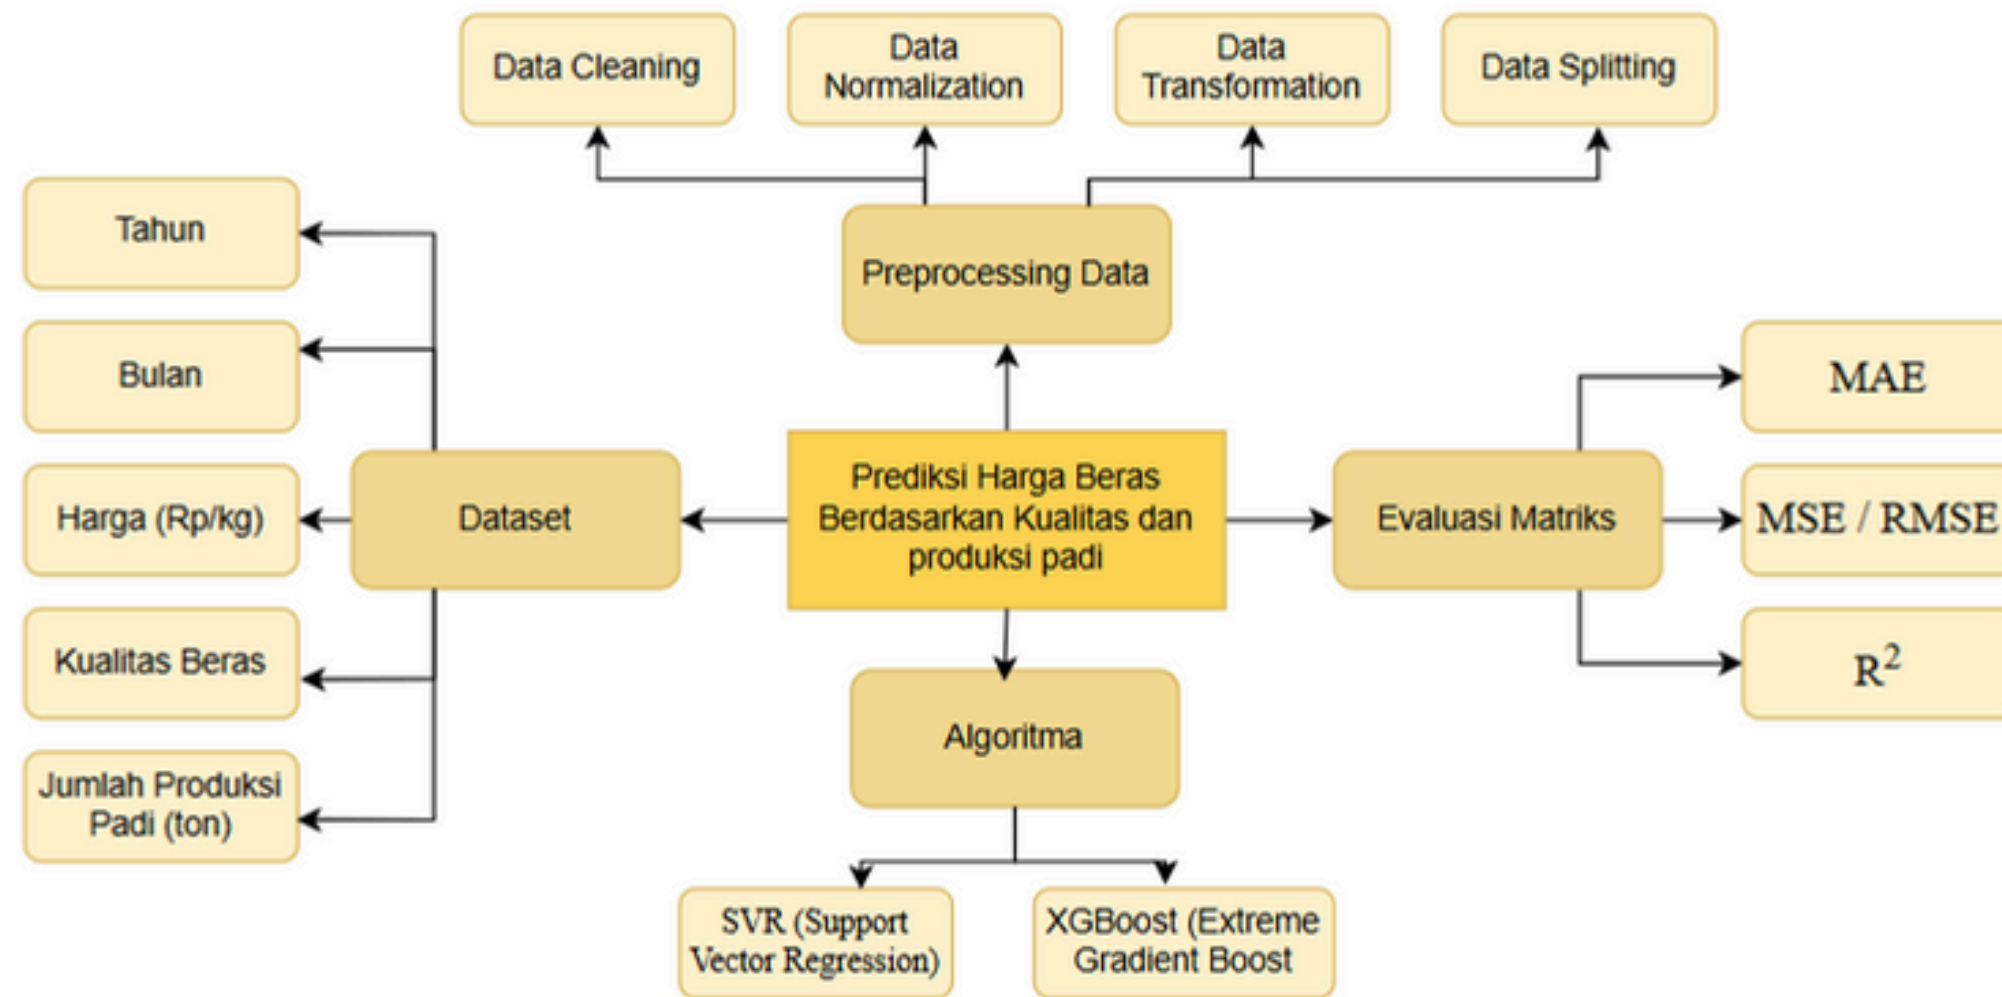 Data Cleaning
Data
Normalization
Data
Transformation
Data Splitting
Preprocessing Data
Tahun
Bulan
Harga (Rp/kg)
Kualitas Beras
Jumlah Produksi
Padi (ton)
Dataset
Prediksi Harga Beras
Berdasarkan Kualitas dan
produksi padi
Evaluasi Matriks
MAE
MSE / RMSE
R²
Algoritma
SVR (Support
Vector Regression)
XGBoost (Extreme
Gradient Boost